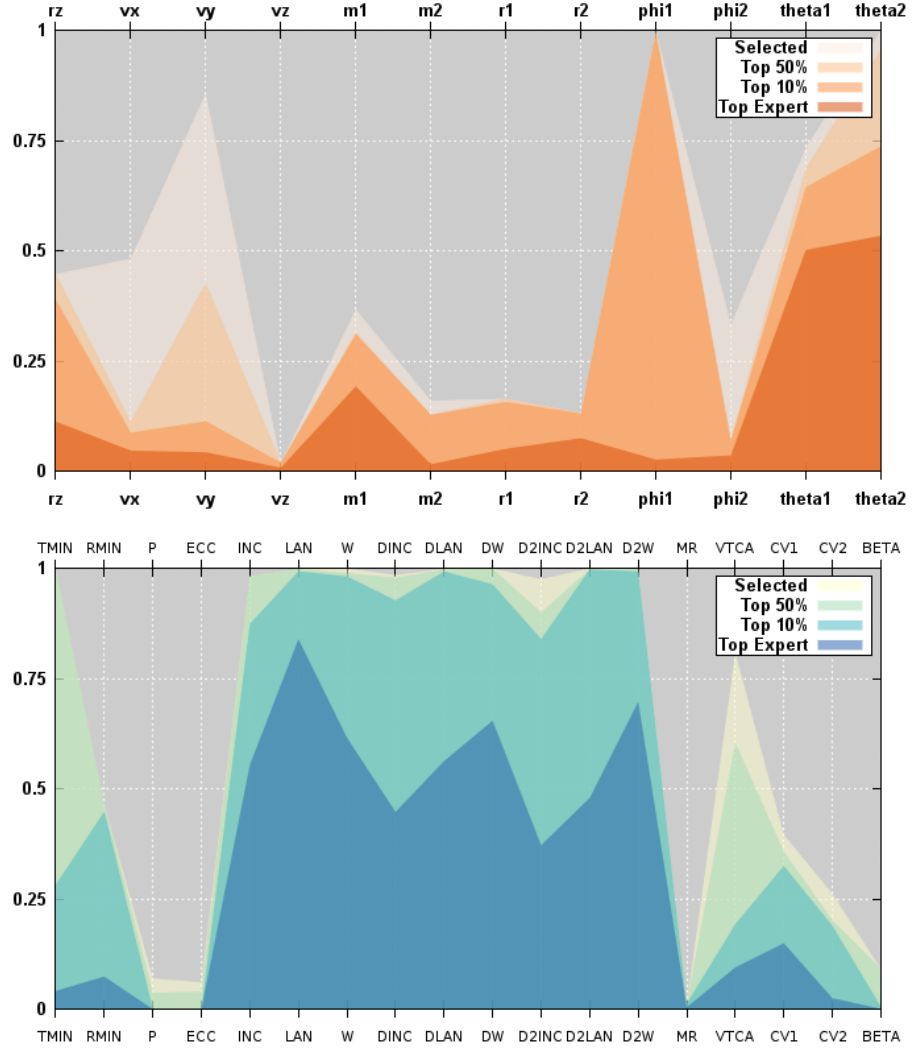 rz vx vy vz m1 m2 r1 r2 phi1 phi2 theta1 theta2
1
Selected
Top 50%
Top 10%
Top Expert
0.75
0.5
0.25
0
rz vx vy vz m1 m2 r1 r2 phi1 phi2 theta1 theta2
TMIN RMIN P ECC INC LAN W DINC DLAN DW D2INC D2LAN D2W MR VTCA CV1 CV2 BETA
1
Selected
Top 50%
Top 10%
Top Expert
0.75
0.5
0.25
0
TMIN RMIN P ECC INC LAN W DINC DLAN DW D2INC D2LAN D2W MR VTCA CV1 CV2 BETA